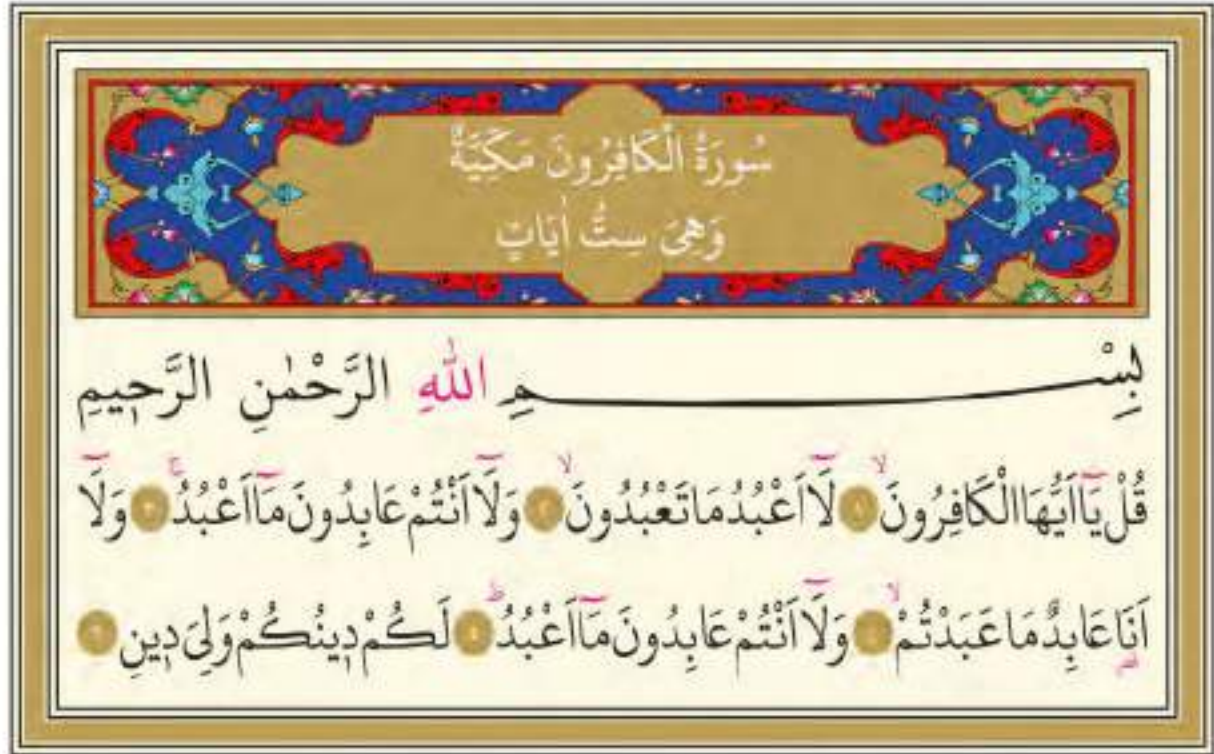 سُورَةُ الْكَافِرُونَ مَكِّيَّةٌ
وَهِيَ سِتُّ اٰيَاتٍ
بِسْمِ اللّٰهِ الرَّحْمٰنِ الرَّحٖيمِ
قُلْ يَٓا اَيُّهَا الْكَافِرُونَۙ ﴿١﴾ لَٓا اَعْبُدُ مَا تَعْبُدُونَۙ ﴿٢﴾ وَلَٓا اَنْتُمْ عَابِدُونَ مَٓا اَعْبُدُۚ ﴿٣﴾ وَلَٓا
اَنَا۬ عَابِدٌ مَا عَبَدْتُمْۙ ﴿٤﴾ وَلَٓا اَنْتُمْ عَابِدُونَ مَٓا اَعْبُدُۜ ﴿٥﴾ لَكُمْ دٖينُكُمْ وَلِيَ دٖينِ ﴿٦﴾